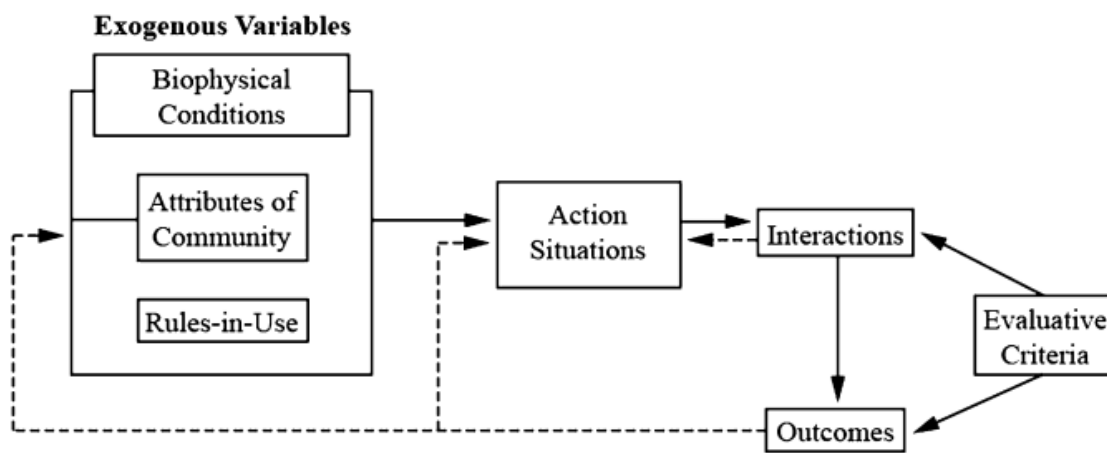 Exogenous Variables
Biophysical
Conditions
Attributes of
Community
Rules-in-Use
Action
Situations
Interactions
Outcomes
Evaluative
Criteria